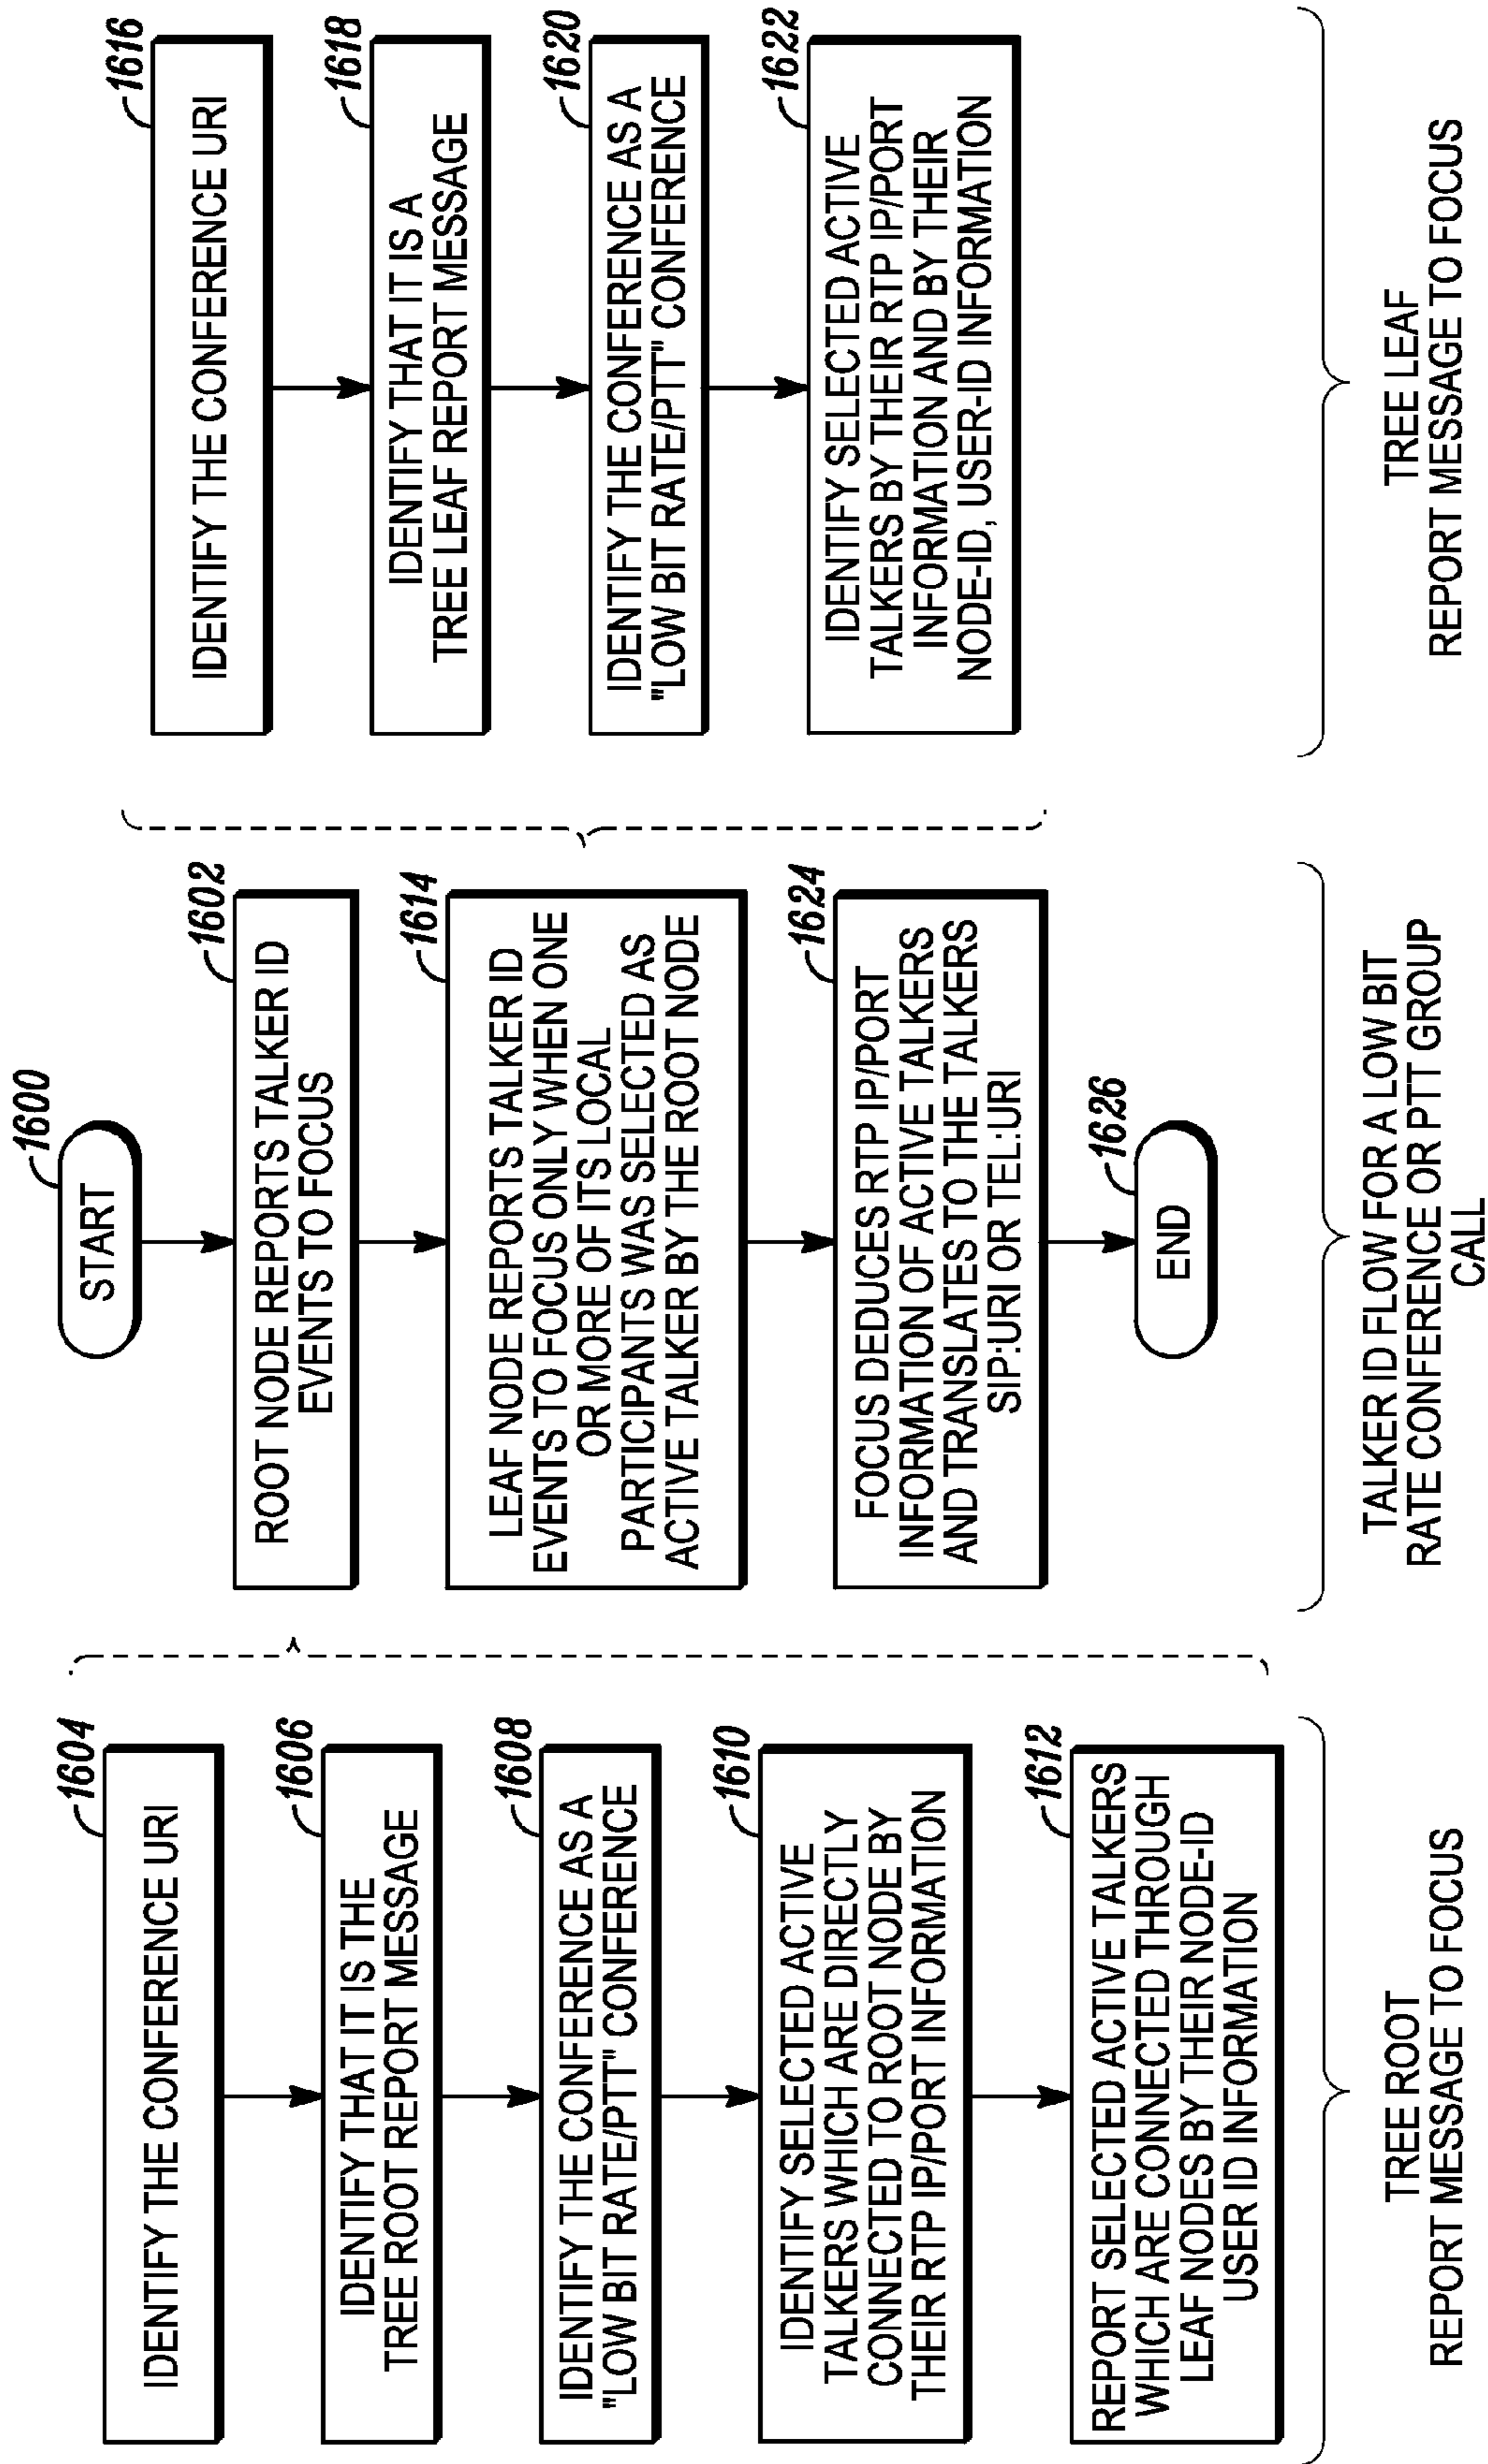 1604
IDENTIFY THE CONFERENCE URI
1606
IDENTIFY THAT IT IS THE
TREE ROOT REPORT MESSAGE
1608
IDENTIFY THE CONFERENCE AS A
"LOW BIT RATE/PTT" CONFERENCE
1610
IDENTIFY SELECTED ACTIVE
TALKERS WHICH ARE DIRECTLY
CONNECTED TO ROOT NODE BY
THEIR RTP IP/PORT INFORMATION
1612
REPORT SELECTED ACTIVE TALKERS
WHICH ARE CONNECTED THROUGH
LEAF NODES BY THEIR NODE-ID
USER ID INFORMATION
TREE ROOT
REPORT MESSAGE TO FOCUS
1600
START
1602
ROOT NODE REPORTS TALKER ID
EVENTS TO FOCUS
1614
LEAF NODE REPORTS TALKER ID
EVENTS TO FOCUS ONLY WHEN ONE
OR MORE OF ITS LOCAL
PARTICIPANTS WAS SELECTED AS
ACTIVE TALKER BY THE ROOT NODE
1624
FOCUS DEDUCES RTP IP/PORT
INFORMATION OF ACTIVE TALKERS
AND TRANSLATES TO THE TALKERS
SIP:URI OR TEL:URI
1626
END
TALKER ID FLOW FOR A LOW BIT
RATE CONFERENCE OR PTT GROUP
CALL
1616
IDENTIFY THE CONFERENCE URI
1618
IDENTIFY THAT IT IS A
TREE LEAF REPORT MESSAGE
1620
IDENTIFY THE CONFERENCE AS A
"LOW BIT RATE/PTT" CONFERENCE
1622
IDENTIFY SELECTED ACTIVE
TALKERS BY THEIR RTP IP/PORT
INFORMATION AND BY THEIR
NODE-ID, USER-ID INFORMATION
TREE LEAF
REPORT MESSAGE TO FOCUS